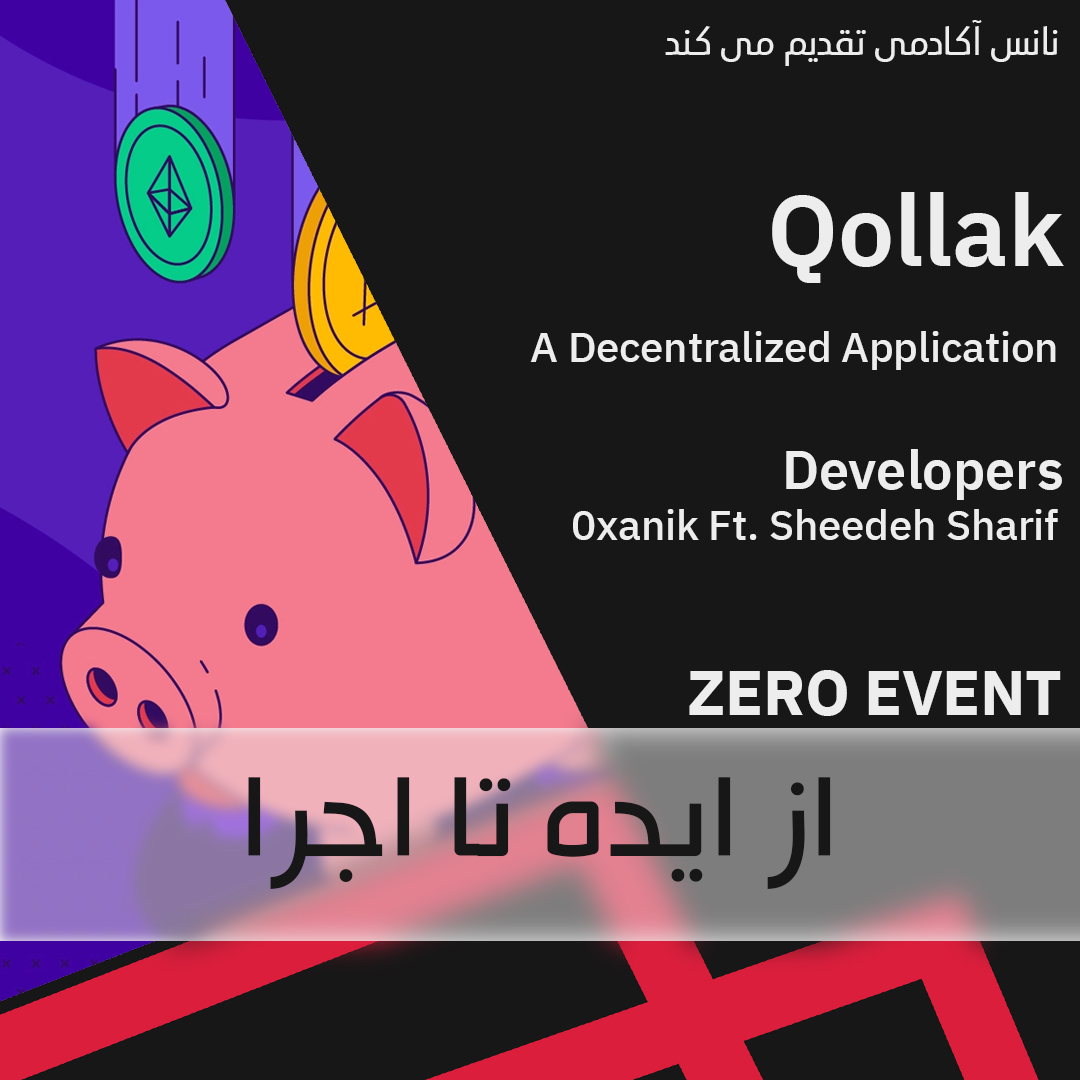 نانس آکادمی تقدیم می کند
Qollak
A Decentralized Application
Developers
0xanik Ft. Sheedeh Sharif
ZERO EVENT
از ایده تا اجرا